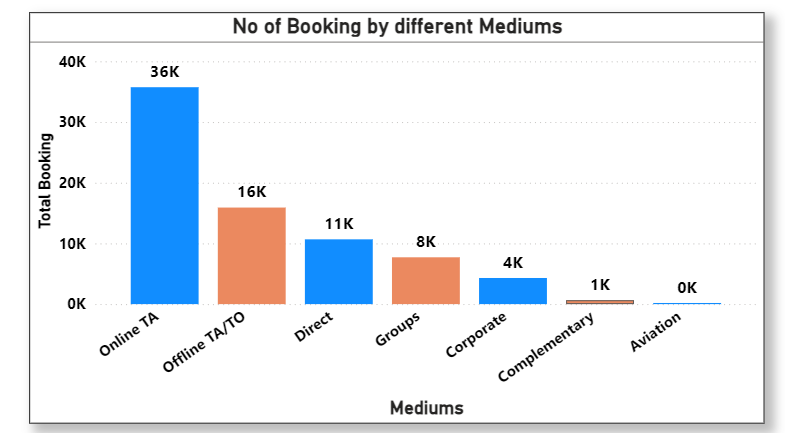 No of Booking by different Mediums
40K
36K
30K
Total Booking
20K
16K
11K
10K
8K
4K
1K
0K
0K
Online TA
Offline TA/TO
Direct
Groups
Corporate
Complementary
Aviation
Mediums